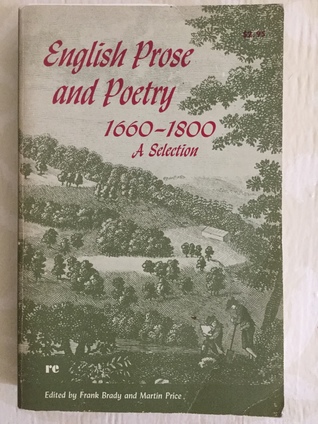 $2.95
English Prose
and Poetry
1660-1800
A Selection
re
Edited by Frank Brady and Martin Price